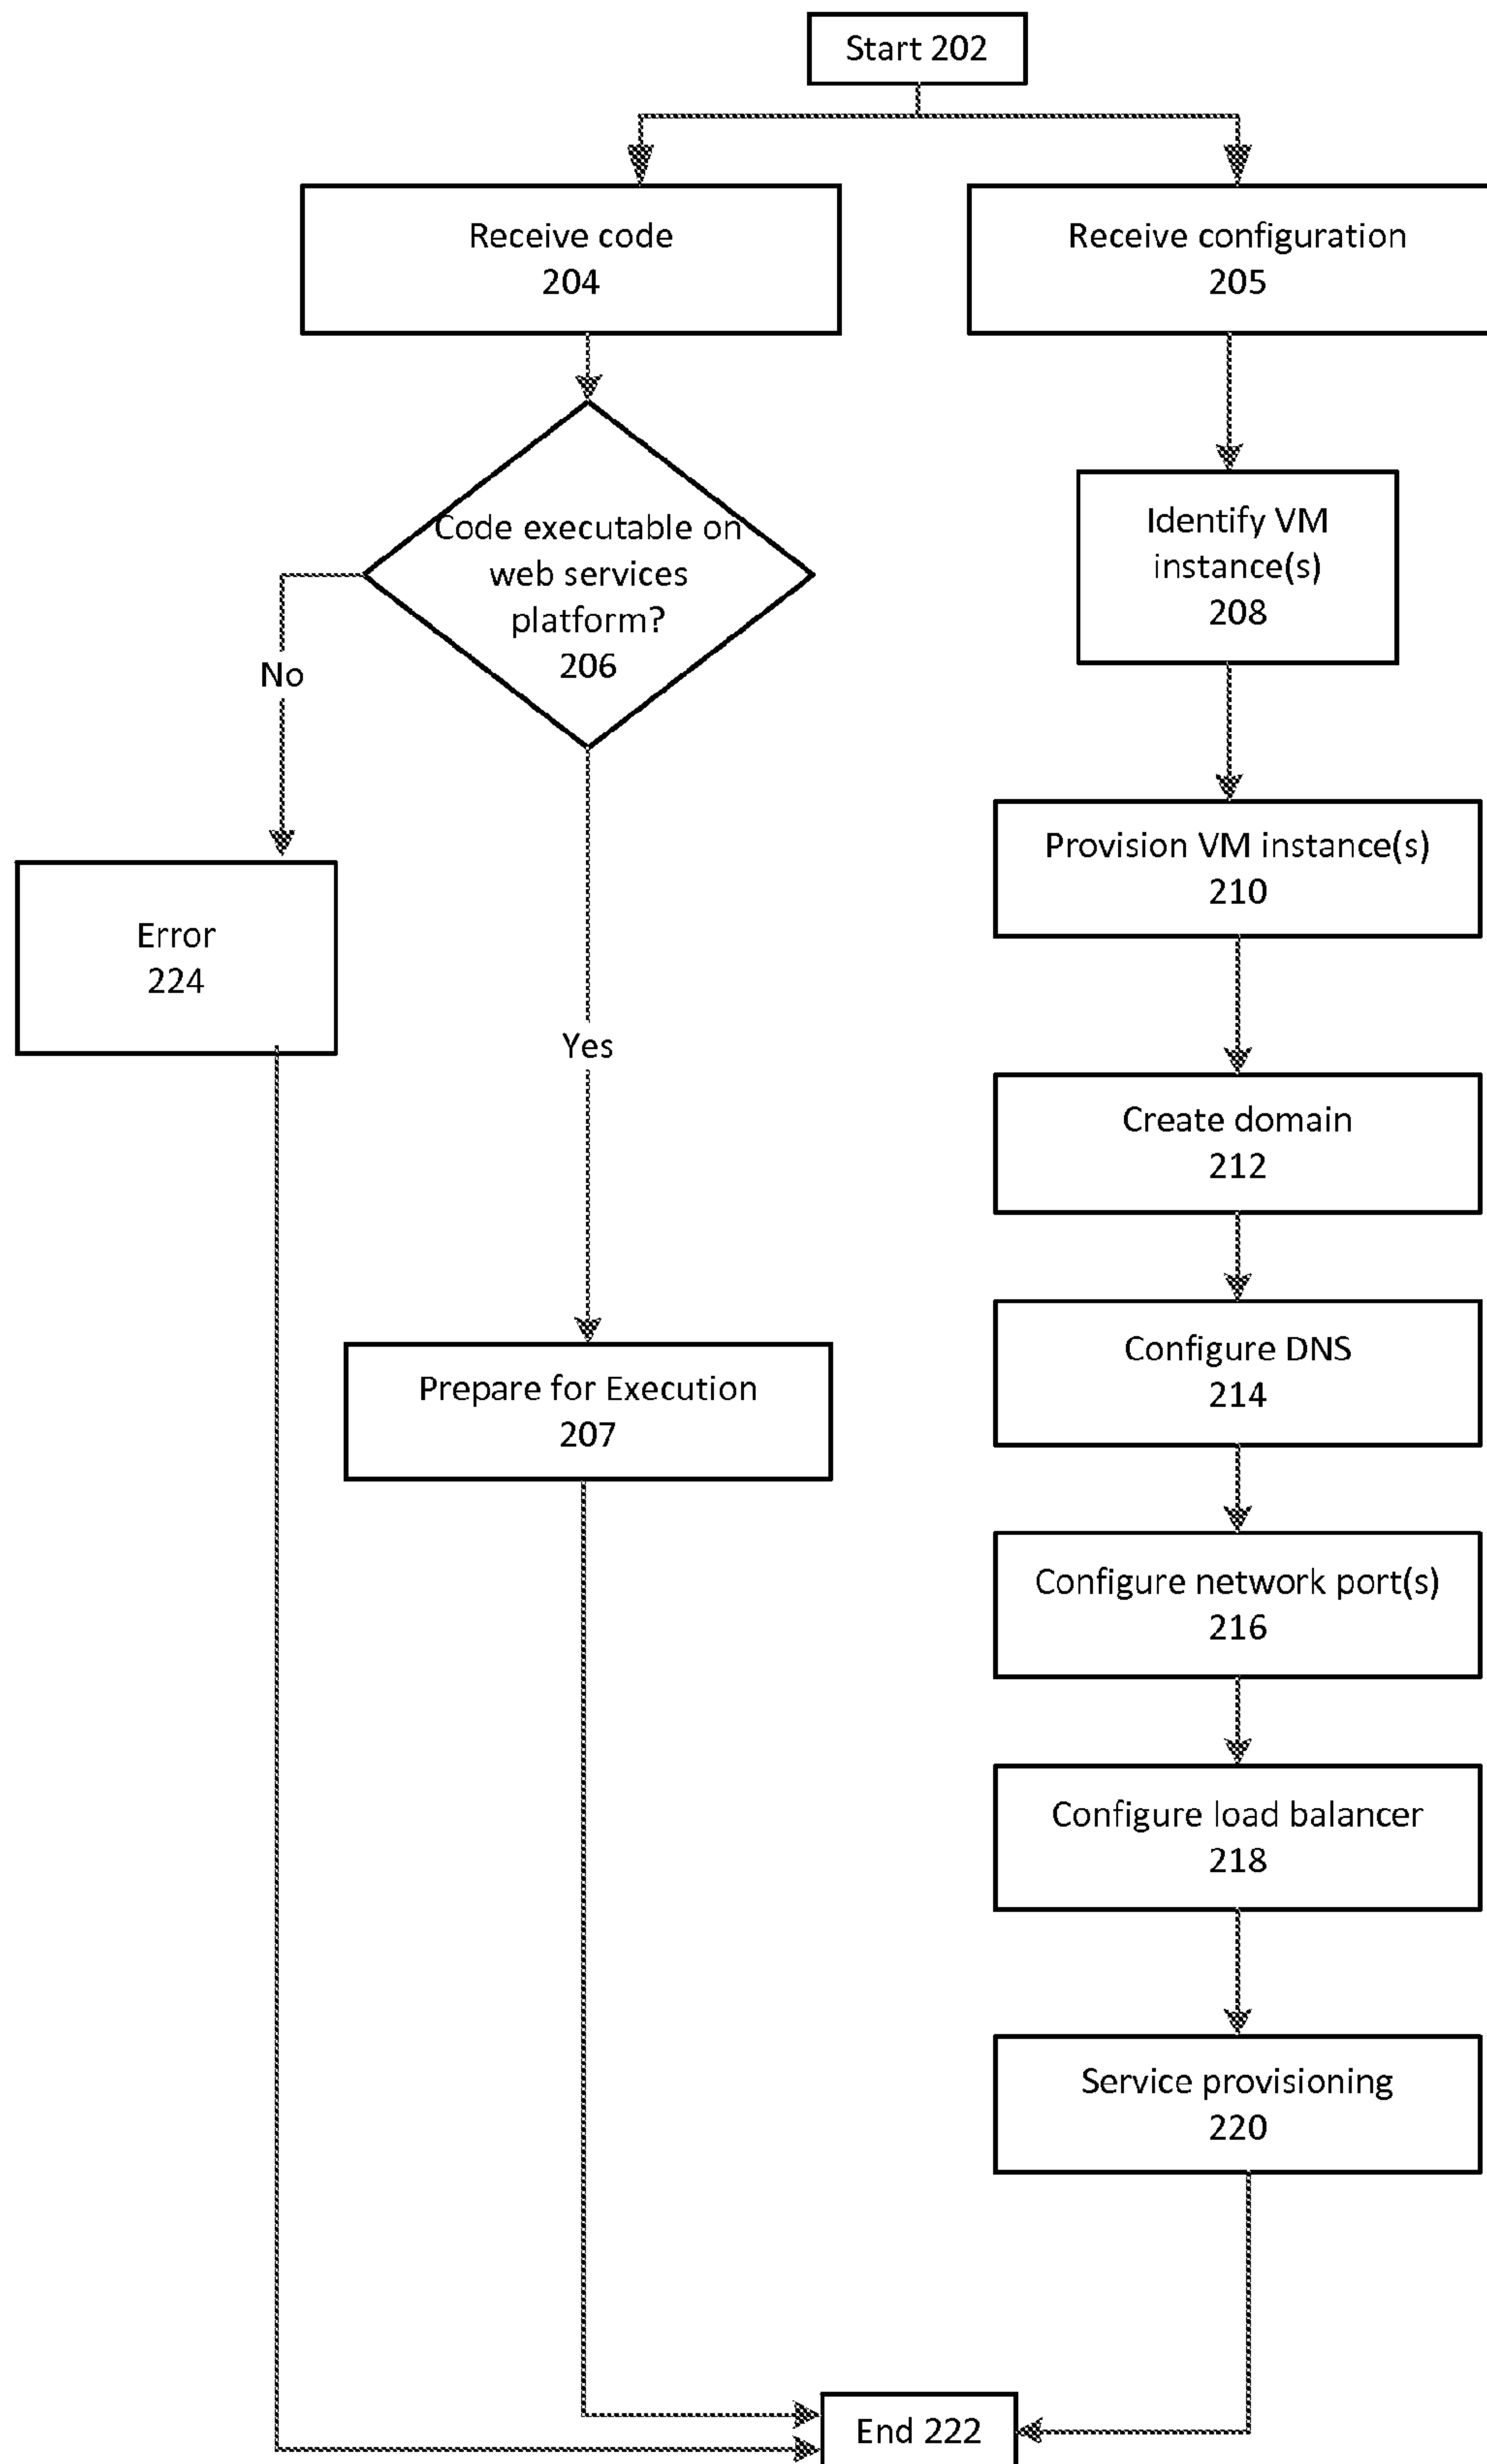 Start 202
Receive code
204
Receive configuration
205
Code executable on
web services
platform?
206
Identify VM
instance(s)
208
No
Provision VM instance(s)
210
Error
224
Yes
Create domain
212
Configure DNS
214
Prepare for Execution
207
Configure network port(s)
216
Configure load balancer
218
Service provisioning
220
End 222